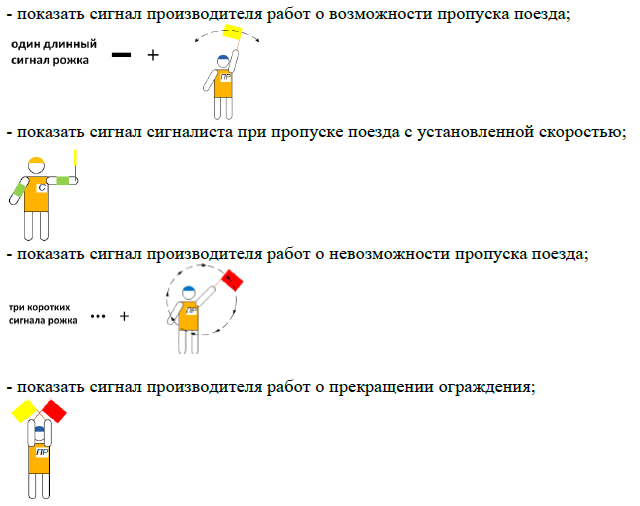 - показать сигнал производителя работ о возможности пропуска поезда;
один длинный
сигнал рожка
+
ПР
- показать сигнал сигналиста при пропуске поезда с установленной скоростью;
С
- показать сигнал производителя работ о невозможности пропуска поезда;
три коротких
сигнала рожка ... +
ПР
- показать сигнал производителя работ о прекращении ограждения;
ПР